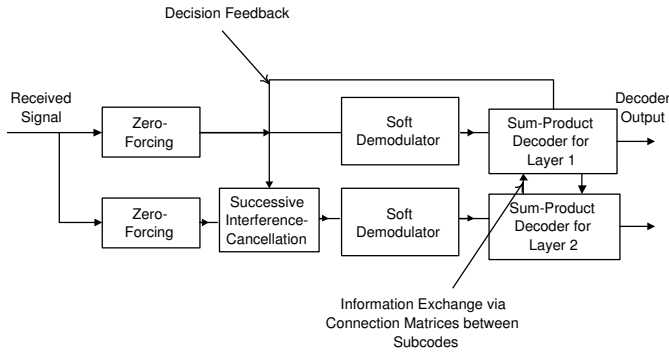 Decision Feedback
Received
Signal
Zero-
Forcing
Soft
Demodulator
Sum-Product
Decoder for
Layer 1
Decoder
Output
Zero-
Forcing
Successive
Interference-
Cancellation
Soft
Demodulator
Sum-Product
Decoder for
Layer 2
Information Exchange via
Connection Matrices between
Subcodes